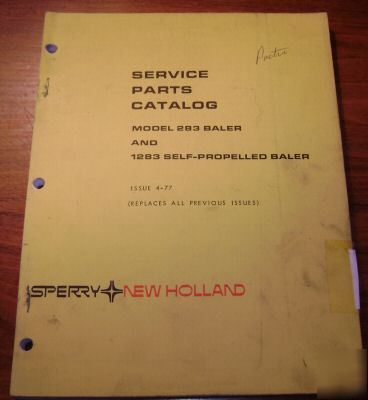 Parts
SERVICE
PARTS
CATALOG
MODEL 283 BALER
AND
1283 SELF-PROPELLED BALER
ISSUE 4-77
(REPLACES ALL PREVIOUS ISSUES)
SPERRY NEW HOLLAND